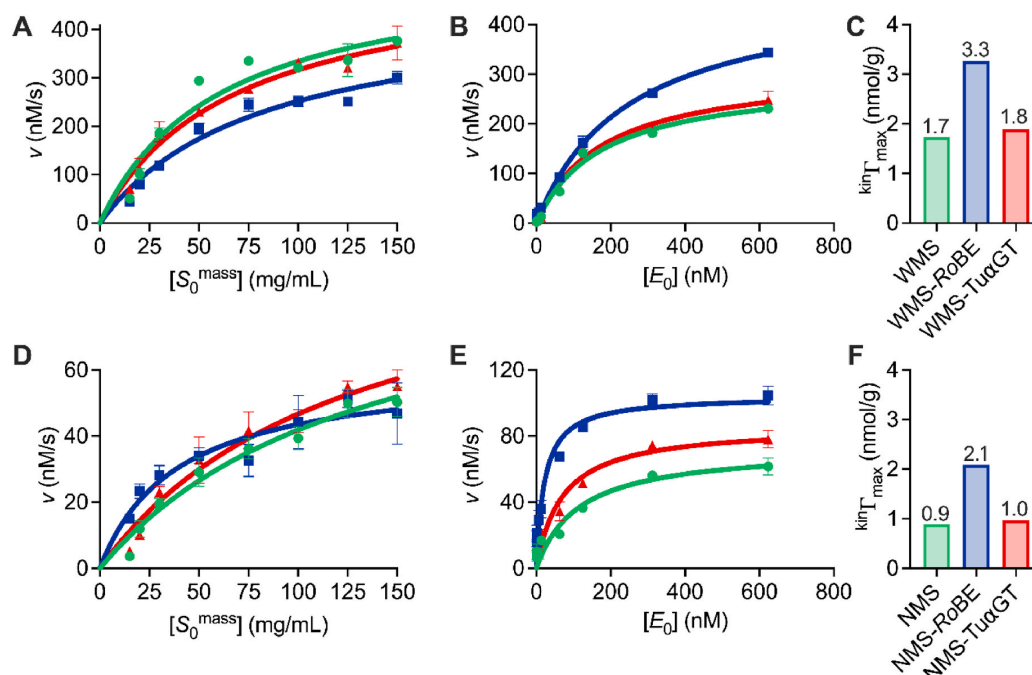 A
v (nM/s)
400
300
200
100
0
0 25 50 75 100 125 150
[S₀ᵐᵃˢˢ] (mg/mL)
B
v (nM/s)
400
300
200
100
0
0 200 400 600 800
[E₀] (nM)
C
ᵏⁱⁿΓmax (nmol/g)
4
3
2
1
0
1.7
3.3
1.8
WMS
WMS-RoBE
WMS-TuαGT
D
v (nM/s)
60
40
20
0
0 25 50 75 100 125 150
[S₀ᵐᵃˢˢ] (mg/mL)
E
v (nM/s)
120
80
40
0
0 200 400 600 800
[E₀] (nM)
F
ᵏⁱⁿΓmax (nmol/g)
4
3
2
1
0
0.9
2.1
1.0
NMS
NMS-RoBE
NMS-TuαGT